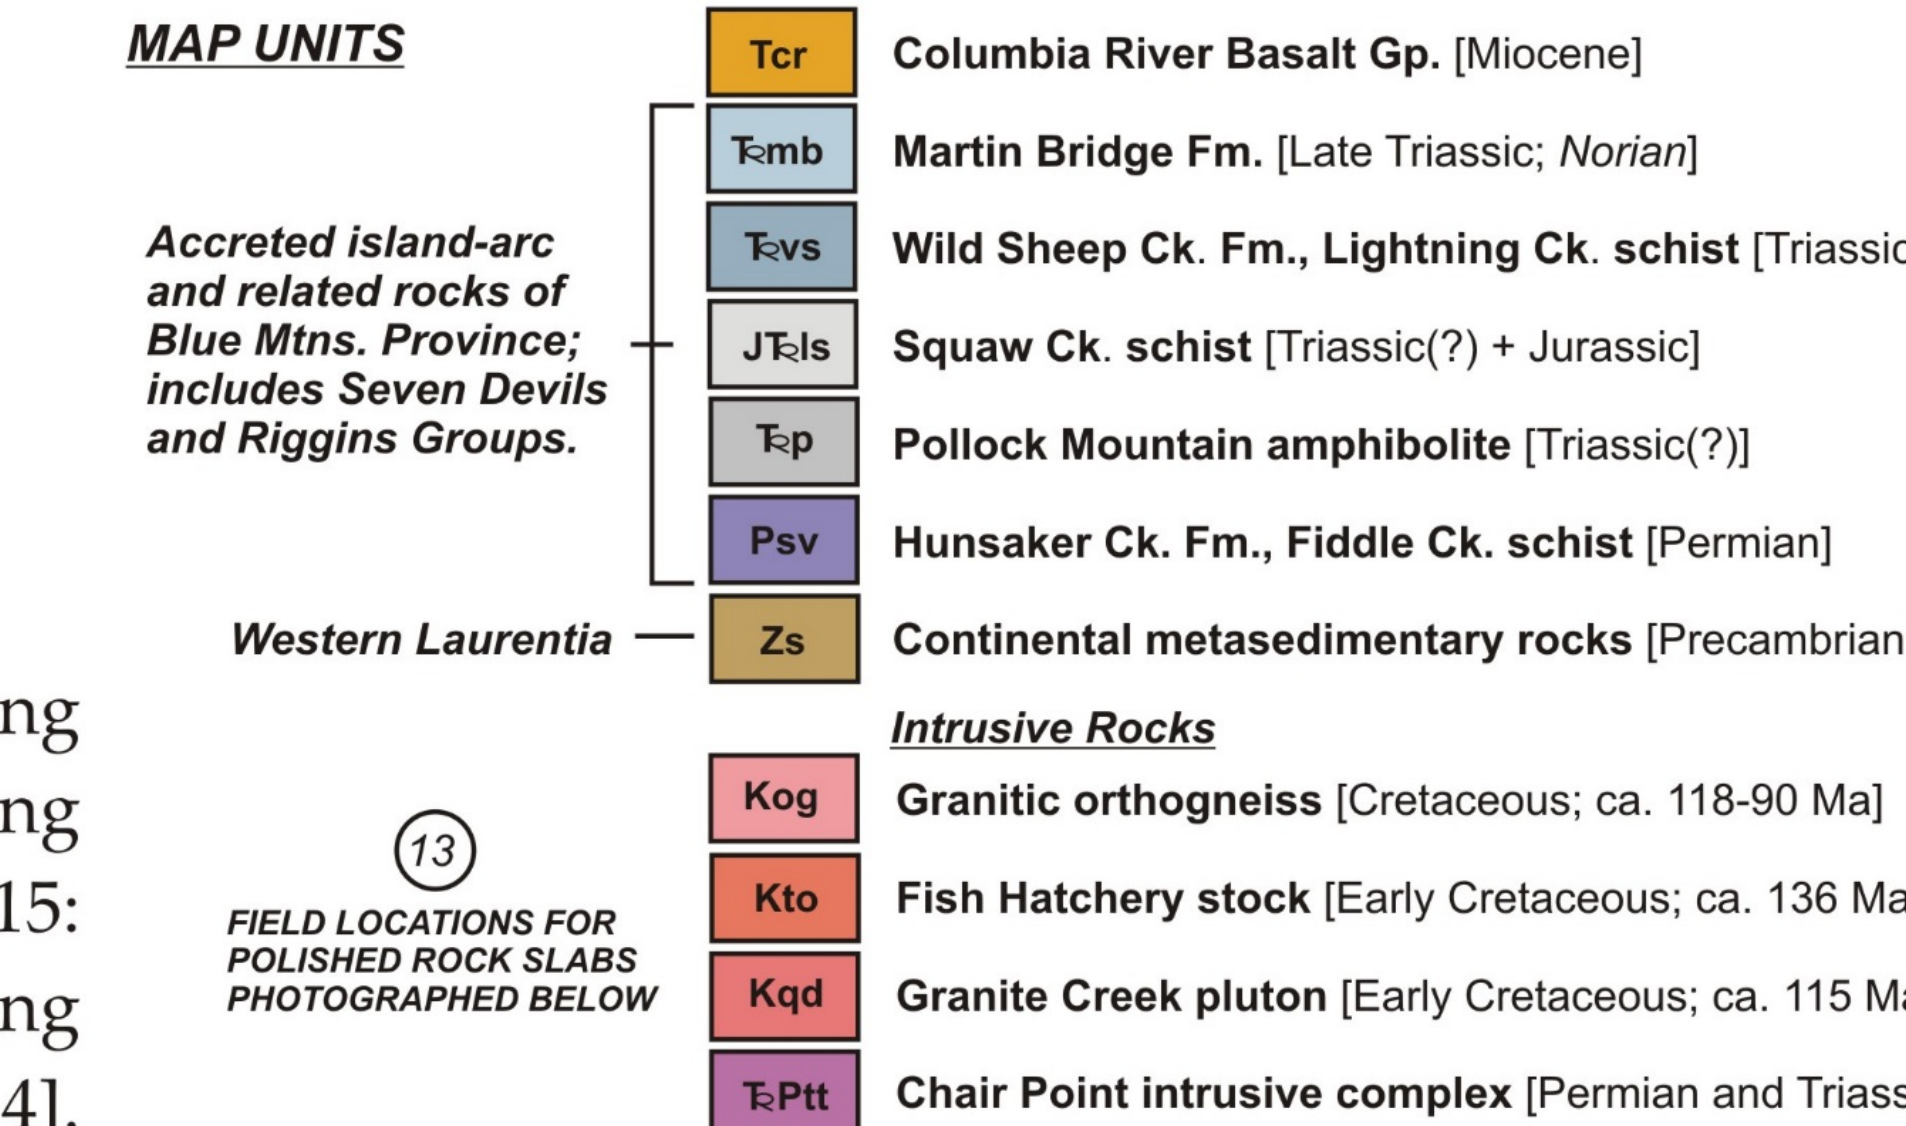 MAP UNITS
Tcr Columbia River Basalt Gp. [Miocene]
TRmb Martin Bridge Fm. [Late Triassic; Norian]
Accreted island-arc
and related rocks of
Blue Mtns. Province;
includes Seven Devils
and Riggins Groups.
TRvs Wild Sheep Ck. Fm., Lightning Ck. schist [Triassic
JTRls Squaw Ck. schist [Triassic(?) + Jurassic]
TRp Pollock Mountain amphibolite [Triassic(?)]
Psv Hunsaker Ck. Fm., Fiddle Ck. schist [Permian]
Western Laurentia
Zs Continental metasedimentary rocks [Precambrian
Intrusive Rocks
Kog Granitic orthogneiss [Cretaceous; ca. 118-90 Ma]
Kto Fish Hatchery stock [Early Cretaceous; ca. 136 Ma
Kqd Granite Creek pluton [Early Cretaceous; ca. 115 Ma
TRPtt Chair Point intrusive complex [Permian and Triass
13
FIELD LOCATIONS FOR
POLISHED ROCK SLABS
PHOTOGRAPHED BELOW
ng
ng
15:
ng
4].